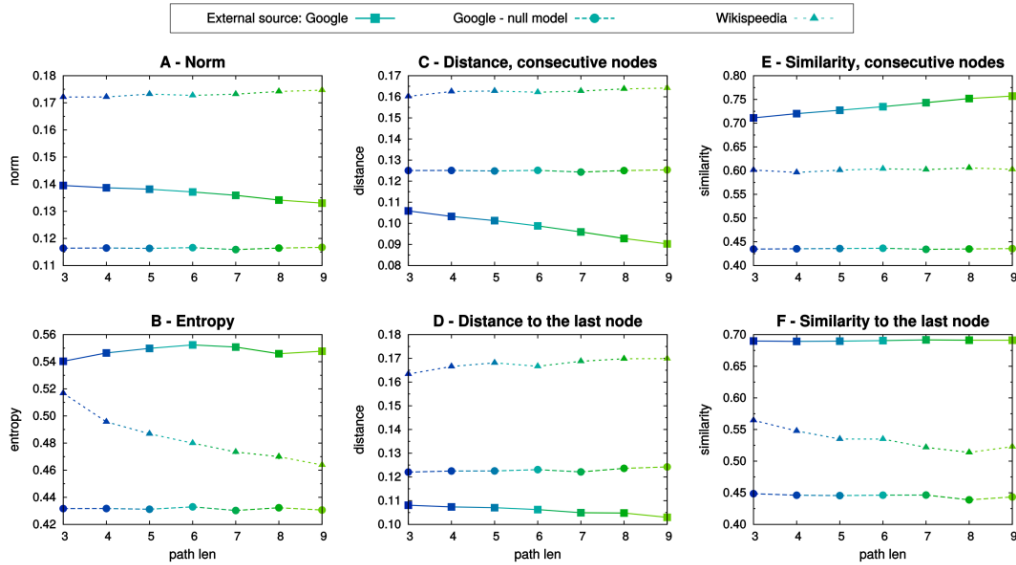 External source: Google
Google - null model
Wikispeedia
A - Norm
0.18
0.17
0.16
0.15
0.14
0.13
0.12
0.11
norm
3 4 5 6 7 8 9
C - Distance, consecutive nodes
0.17
0.16
0.15
0.14
0.13
0.12
0.11
0.10
0.09
0.08
distance
3 4 5 6 7 8 9
E - Similarity, consecutive nodes
0.80
0.75
0.70
0.65
0.60
0.55
0.50
0.45
0.40
similarity
3 4 5 6 7 8 9
B - Entropy
0.56
0.54
0.52
0.50
0.48
0.46
0.44
0.42
entropy
3 4 5 6 7 8 9
path len
D - Distance to the last node
0.18
0.17
0.16
0.15
0.14
0.13
0.12
0.11
0.10
distance
3 4 5 6 7 8 9
path len
F - Similarity to the last node
0.70
0.65
0.60
0.55
0.50
0.45
0.40
similarity
3 4 5 6 7 8 9
path len